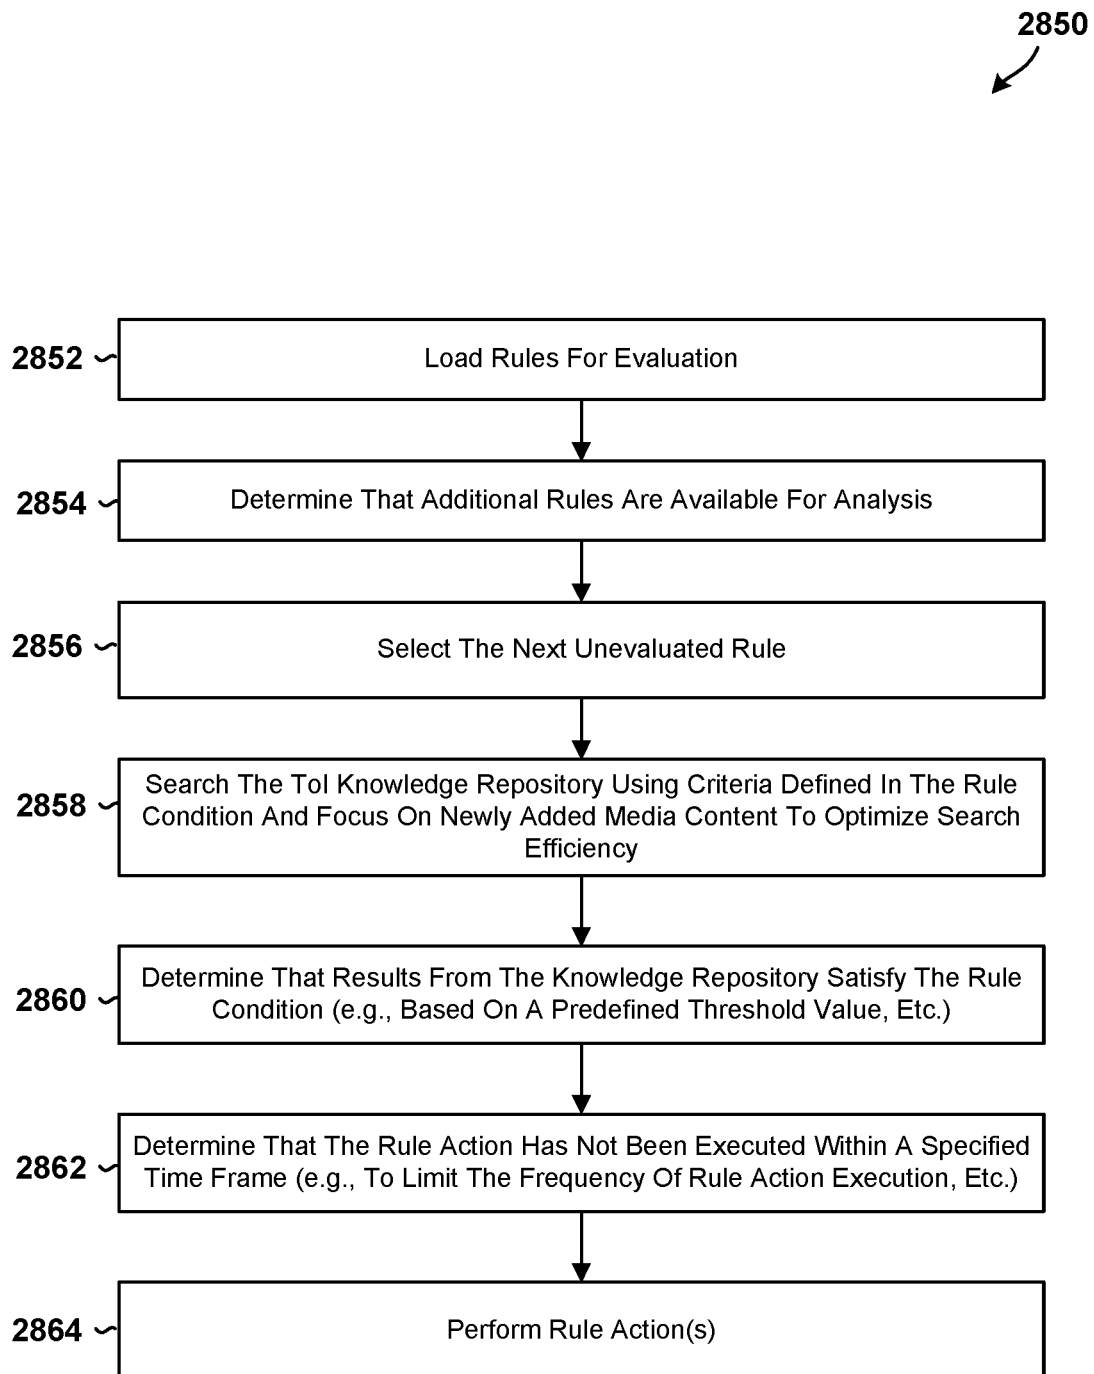 2850
2852
Load Rules For Evaluation
2854
Determine That Additional Rules Are Available For Analysis
2856
Select The Next Unevaluated Rule
2858
Search The ToI Knowledge Repository Using Criteria Defined In The Rule
Condition And Focus On Newly Added Media Content To Optimize Search
Efficiency
2860
Determine That Results From The Knowledge Repository Satisfy The Rule
Condition (e.g., Based On A Predefined Threshold Value, Etc.)
2862
Determine That The Rule Action Has Not Been Executed Within A Specified
Time Frame (e.g., To Limit The Frequency Of Rule Action Execution, Etc.)
2864
Perform Rule Action(s)